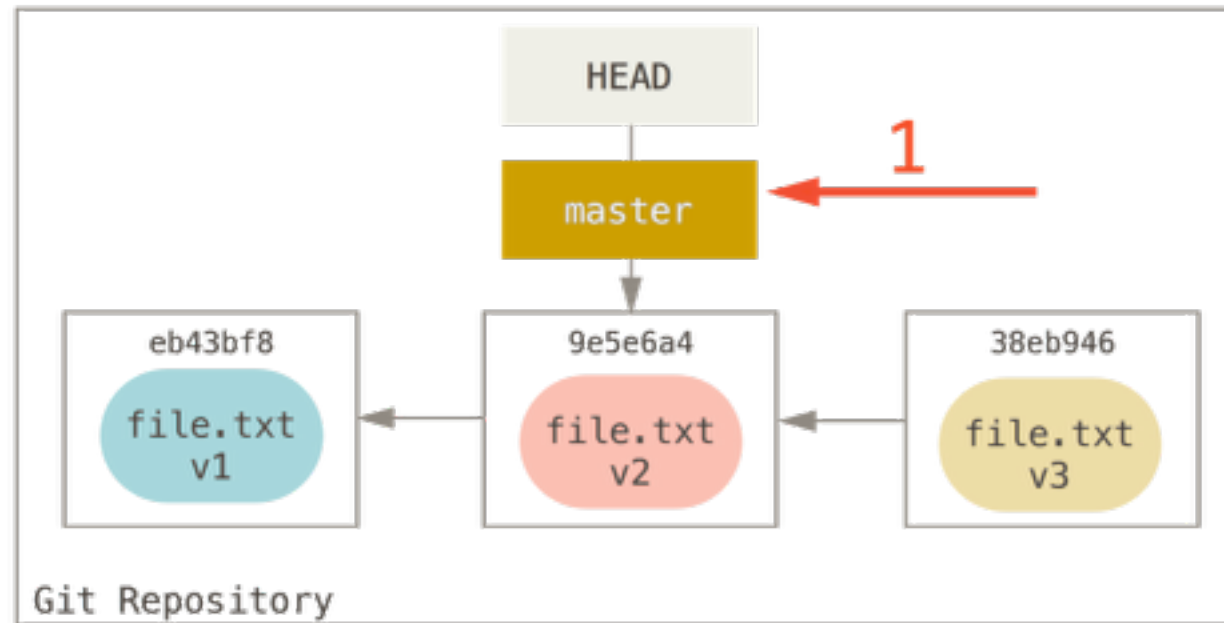 HEAD
1
master
eb43bf8
9e5e6a4
38eb946
file.txt
v1
file.txt
v2
file.txt
v3
Git Repository